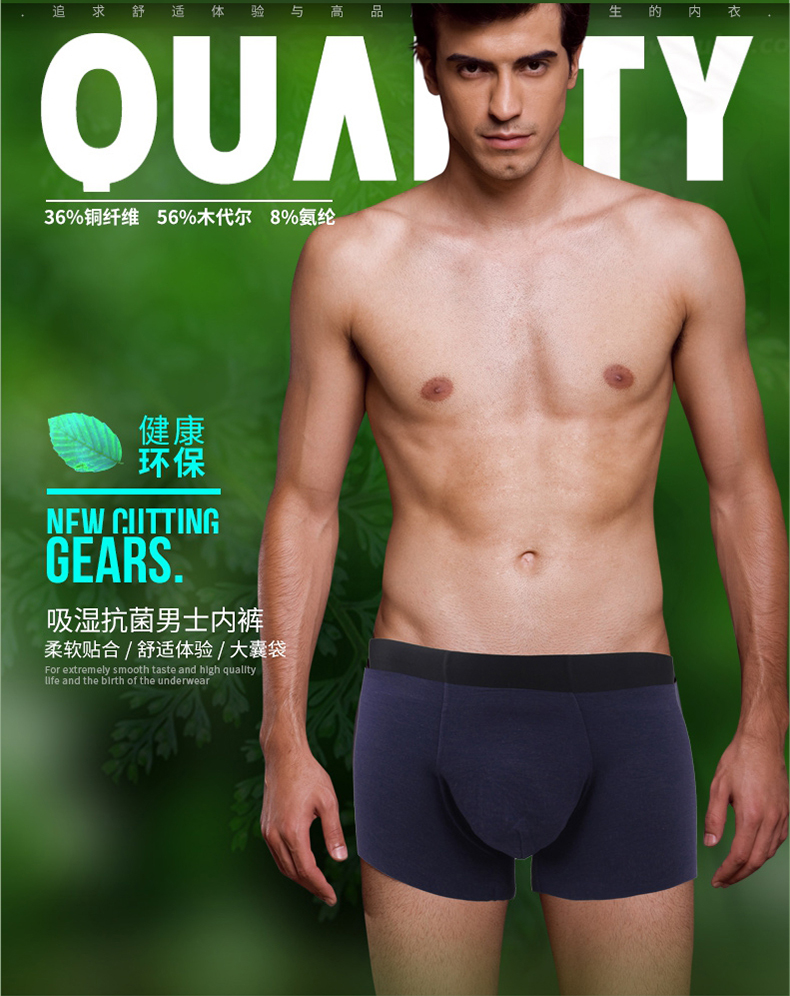 . 追求舒适体验与高品 生的内衣 .
QUALITY
36%铜纤维 56%木代尔 8%氨纶
健康
环保
NEW CUTTING
GEARS.
吸湿抗菌男士内裤
柔软贴合 / 舒适体验 / 大囊袋
For extremely smooth taste and high quality
life and the birth of the underwear